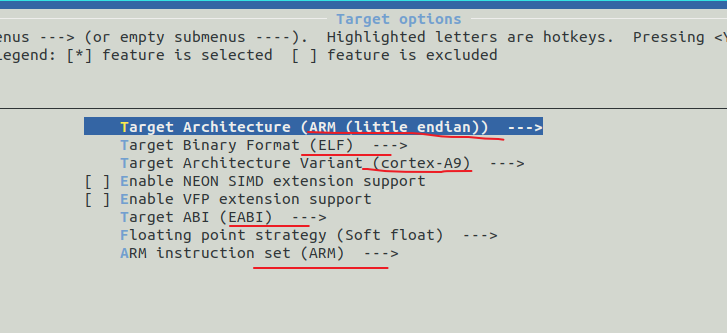 Target options
enus ---> (or empty submenus ----).  Highlighted letters are hotkeys.  Pressing <Y
egend: [*] feature is selected  [ ] feature is excluded
Target Architecture (ARM (little endian))  --->
Target Binary Format (ELF)  --->
Target Architecture Variant (cortex-A9)  --->
[ ] Enable NEON SIMD extension support
[ ] Enable VFP extension support
Target ABI (EABI)  --->
Floating point strategy (Soft float)  --->
ARM instruction set (ARM)  --->